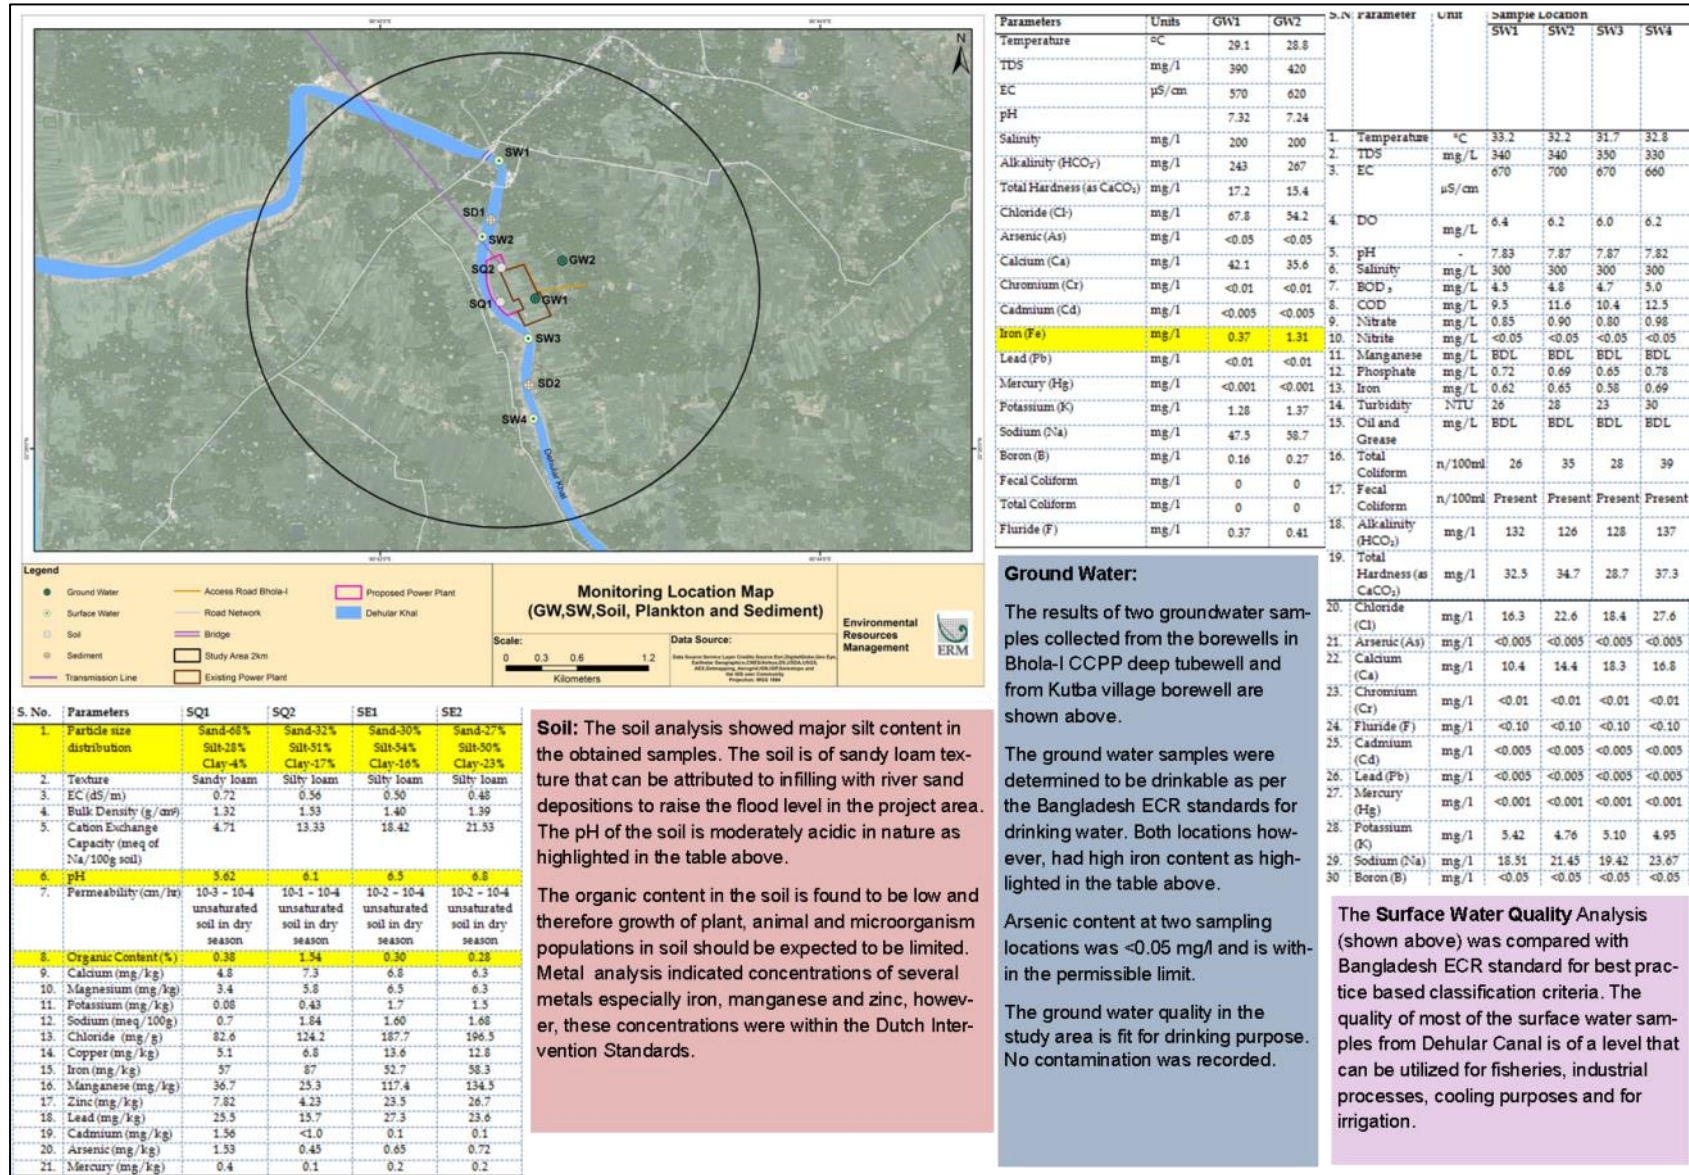 N
SW1
SD1
SW2
SQ2
GW2
SQ1
GW1
SW3
SD2
SW4
Dehular Khal
Legend
Ground Water
Surface Water
Soil
Sediment
Transmission Line
Access Road Bhola-I
Road Network
Bridge
Study Area 2km
Existing Power Plant
Proposed Power Plant
Dehular Khal
Monitoring Location Map
(GW,SW,Soil, Plankton and Sediment)
Scale:
0 0.3 0.6 1.2
Kilometers
Data Source:
Environmental
Resources
Management
ERM
Parameters Units GW1 GW2
Temperature °C 29.1 28.8
TDS mg/l 390 420
EC µS/cm 570 620
pH 7.32 7.24
Salinity mg/l 200 200
Alkalinity (HCO₃⁻) mg/l 243 267
Total Hardness (as CaCO₃) mg/l 17.2 15.4
Chloride (Cl-) mg/l 67.8 54.2
Arsenic (As) mg/l <0.05 <0.05
Calcium (Ca) mg/l 42.1 35.6
Chromium (Cr) mg/l <0.01 <0.01
Cadmium (Cd) mg/l <0.005 <0.005
Iron (Fe) mg/l 0.37 1.31
Lead (Pb) mg/l <0.01 <0.01
Mercury (Hg) mg/l <0.001 <0.001
Potassium (K) mg/l 1.28 1.37
Sodium (Na) mg/l 47.5 58.7
Boron (B) mg/l 0.16 0.27
Fecal Coliform mg/l 0 0
Total Coliform mg/l 0 0
Fluride (F) mg/l 0.37 0.41
S.N Parameter Unit Sample Location
SW1 SW2 SW3 SW4
1. Temperature °C 33.2 32.2 31.7 32.8
2. TDS mg/L 340 340 350 330
3. EC µS/cm 670 700 670 660
4. DO mg/L 6.4 6.2 6.0 6.2
5. pH - 7.83 7.87 7.87 7.82
6. Salinity mg/L 300 300 300 300
7. BOD₅ mg/L 4.5 4.8 4.7 5.0
8. COD mg/L 9.5 11.6 10.4 12.5
9. Nitrate mg/L 0.85 0.90 0.80 0.98
10. Nitrite mg/L <0.05 <0.05 <0.05 <0.05
11. Manganese mg/L BDL BDL BDL BDL
12. Phosphate mg/L 0.72 0.69 0.65 0.78
13. Iron mg/L 0.62 0.65 0.58 0.69
14. Turbidity NTU 26 28 23 30
15. Oil and Grease mg/L BDL BDL BDL BDL
16. Total Coliform n/100ml 26 35 28 39
17. Fecal Coliform n/100ml Present Present Present Present
18. Alkalinity (HCO₃) mg/l 132 126 128 137
19. Total Hardness (as CaCO₃) mg/l 32.5 34.7 28.7 37.3
20. Chloride (Cl) mg/l 16.3 22.6 18.4 27.6
21. Arsenic (As) mg/l <0.005 <0.005 <0.005 <0.005
22. Calcium (Ca) mg/l 10.4 14.4 18.3 16.8
23. Chromium (Cr) mg/l <0.01 <0.01 <0.01 <0.01
24. Fluride (F) mg/l <0.10 <0.10 <0.10 <0.10
25. Cadmium (Cd) mg/l <0.005 <0.005 <0.005 <0.005
26. Lead (Pb) mg/l <0.005 <0.005 <0.005 <0.005
27. Mercury (Hg) mg/l <0.001 <0.001 <0.001 <0.001
28. Potassium (K) mg/l 5.42 4.76 5.10 4.95
29. Sodium (Na) mg/l 18.51 21.45 19.42 23.67
30 Boron (B) mg/l <0.05 <0.05 <0.05 <0.05
S. No. Parameters SQ1 SQ2 SE1 SE2
1. Particle size Sand-68% Sand-32% Sand-30% Sand-27%
distribution Silt-28% Silt-51% Silt-54% Silt-50%
Clay-4% Clay-17% Clay-16% Clay-23%
2. Texture Sandy loam Silty loam Silty loam Silty loam
3. EC (dS/m) 0.72 0.56 0.50 0.48
4. Bulk Density (g/cm³) 1.32 1.53 1.40 1.39
5. Cation Exchange 4.71 13.33 18.42 21.53
Capacity (meq of
Na/100g soil)
6. pH 5.62 6.1 6.5 6.8
7. Permeability (cm/hr) 10-3 – 10-4 10-1 – 10-4 10-2 – 10-4 10-2 – 10-4
unsaturated unsaturated unsaturated unsaturated
soil in dry soil in dry soil in dry soil in dry
season season season season
8. Organic Content (%) 0.38 1.54 0.30 0.28
9. Calcium (mg/kg) 4.8 7.3 6.8 6.3
10. Magnesium (mg/kg) 3.4 5.8 6.5 6.3
11. Potassium (mg/kg) 0.08 0.43 1.7 1.5
12. Sodium (meq/100g) 0.7 1.84 1.60 1.68
13. Chloride (mg/g) 82.6 124.2 187.7 196.5
14. Copper (mg/kg) 5.1 6.8 13.6 12.8
15. Iron (mg/kg) 57 87 52.7 58.3
16. Manganese (mg/kg) 36.7 25.3 117.4 134.5
17. Zinc (mg/kg) 7.82 4.23 23.5 26.7
18. Lead (mg/kg) 25.5 15.7 27.3 23.6
19. Cadmium (mg/kg) 1.56 <1.0 0.1 0.1
20. Arsenic (mg/kg) 1.53 0.45 0.65 0.72
21. Mercury (mg/kg) 0.4 0.1 0.2 0.2
Soil: The soil analysis showed major silt content in
the obtained samples. The soil is of sandy loam tex-
ture that can be attributed to infilling with river sand
depositions to raise the flood level in the project area.
The pH of the soil is moderately acidic in nature as
highlighted in the table above.
The organic content in the soil is found to be low and
therefore growth of plant, animal and microorganism
populations in soil should be expected to be limited.
Metal analysis indicated concentrations of several
metals especially iron, manganese and zinc, howev-
er, these concentrations were within the Dutch Inter-
vention Standards.
Ground Water:
The results of two groundwater sam-
ples collected from the borewells in
Bhola-I CCPP deep tubewell and
from Kutba village borewell are
shown above.
The ground water samples were
determined to be drinkable as per
the Bangladesh ECR standards for
drinking water. Both locations how-
ever, had high iron content as high-
lighted in the table above.
Arsenic content at two sampling
locations was <0.05 mg/l and is with-
in the permissible limit.
The ground water quality in the
study area is fit for drinking purpose.
No contamination was recorded.
The Surface Water Quality Analysis
(shown above) was compared with
Bangladesh ECR standard for best prac-
tice based classification criteria. The
quality of most of the surface water sam-
ples from Dehular Canal is of a level that
can be utilized for fisheries, industrial
processes, cooling purposes and for
irrigation.